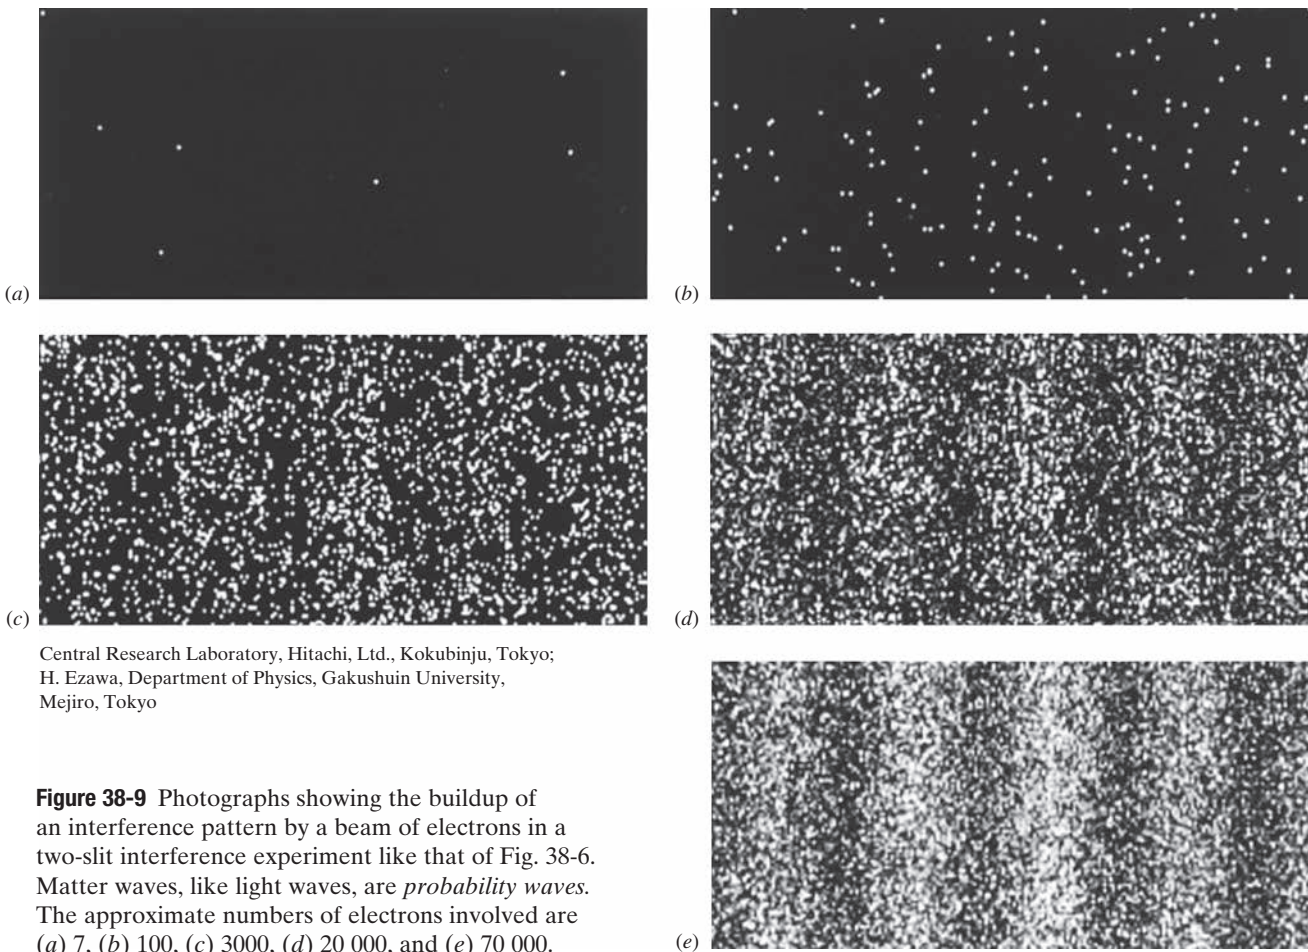 (a)
(b)
(c)
(d)
Central Research Laboratory, Hitachi, Ltd., Kokubinju, Tokyo;
H. Ezawa, Department of Physics, Gakushuin University,
Mejiro, Tokyo
Figure 38-9 Photographs showing the buildup of
an interference pattern by a beam of electrons in a
two-slit interference experiment like that of Fig. 38-6.
Matter waves, like light waves, are probability waves.
The approximate numbers of electrons involved are
(a) 7, (b) 100, (c) 3000, (d) 20 000, and (e) 70 000.
(e)